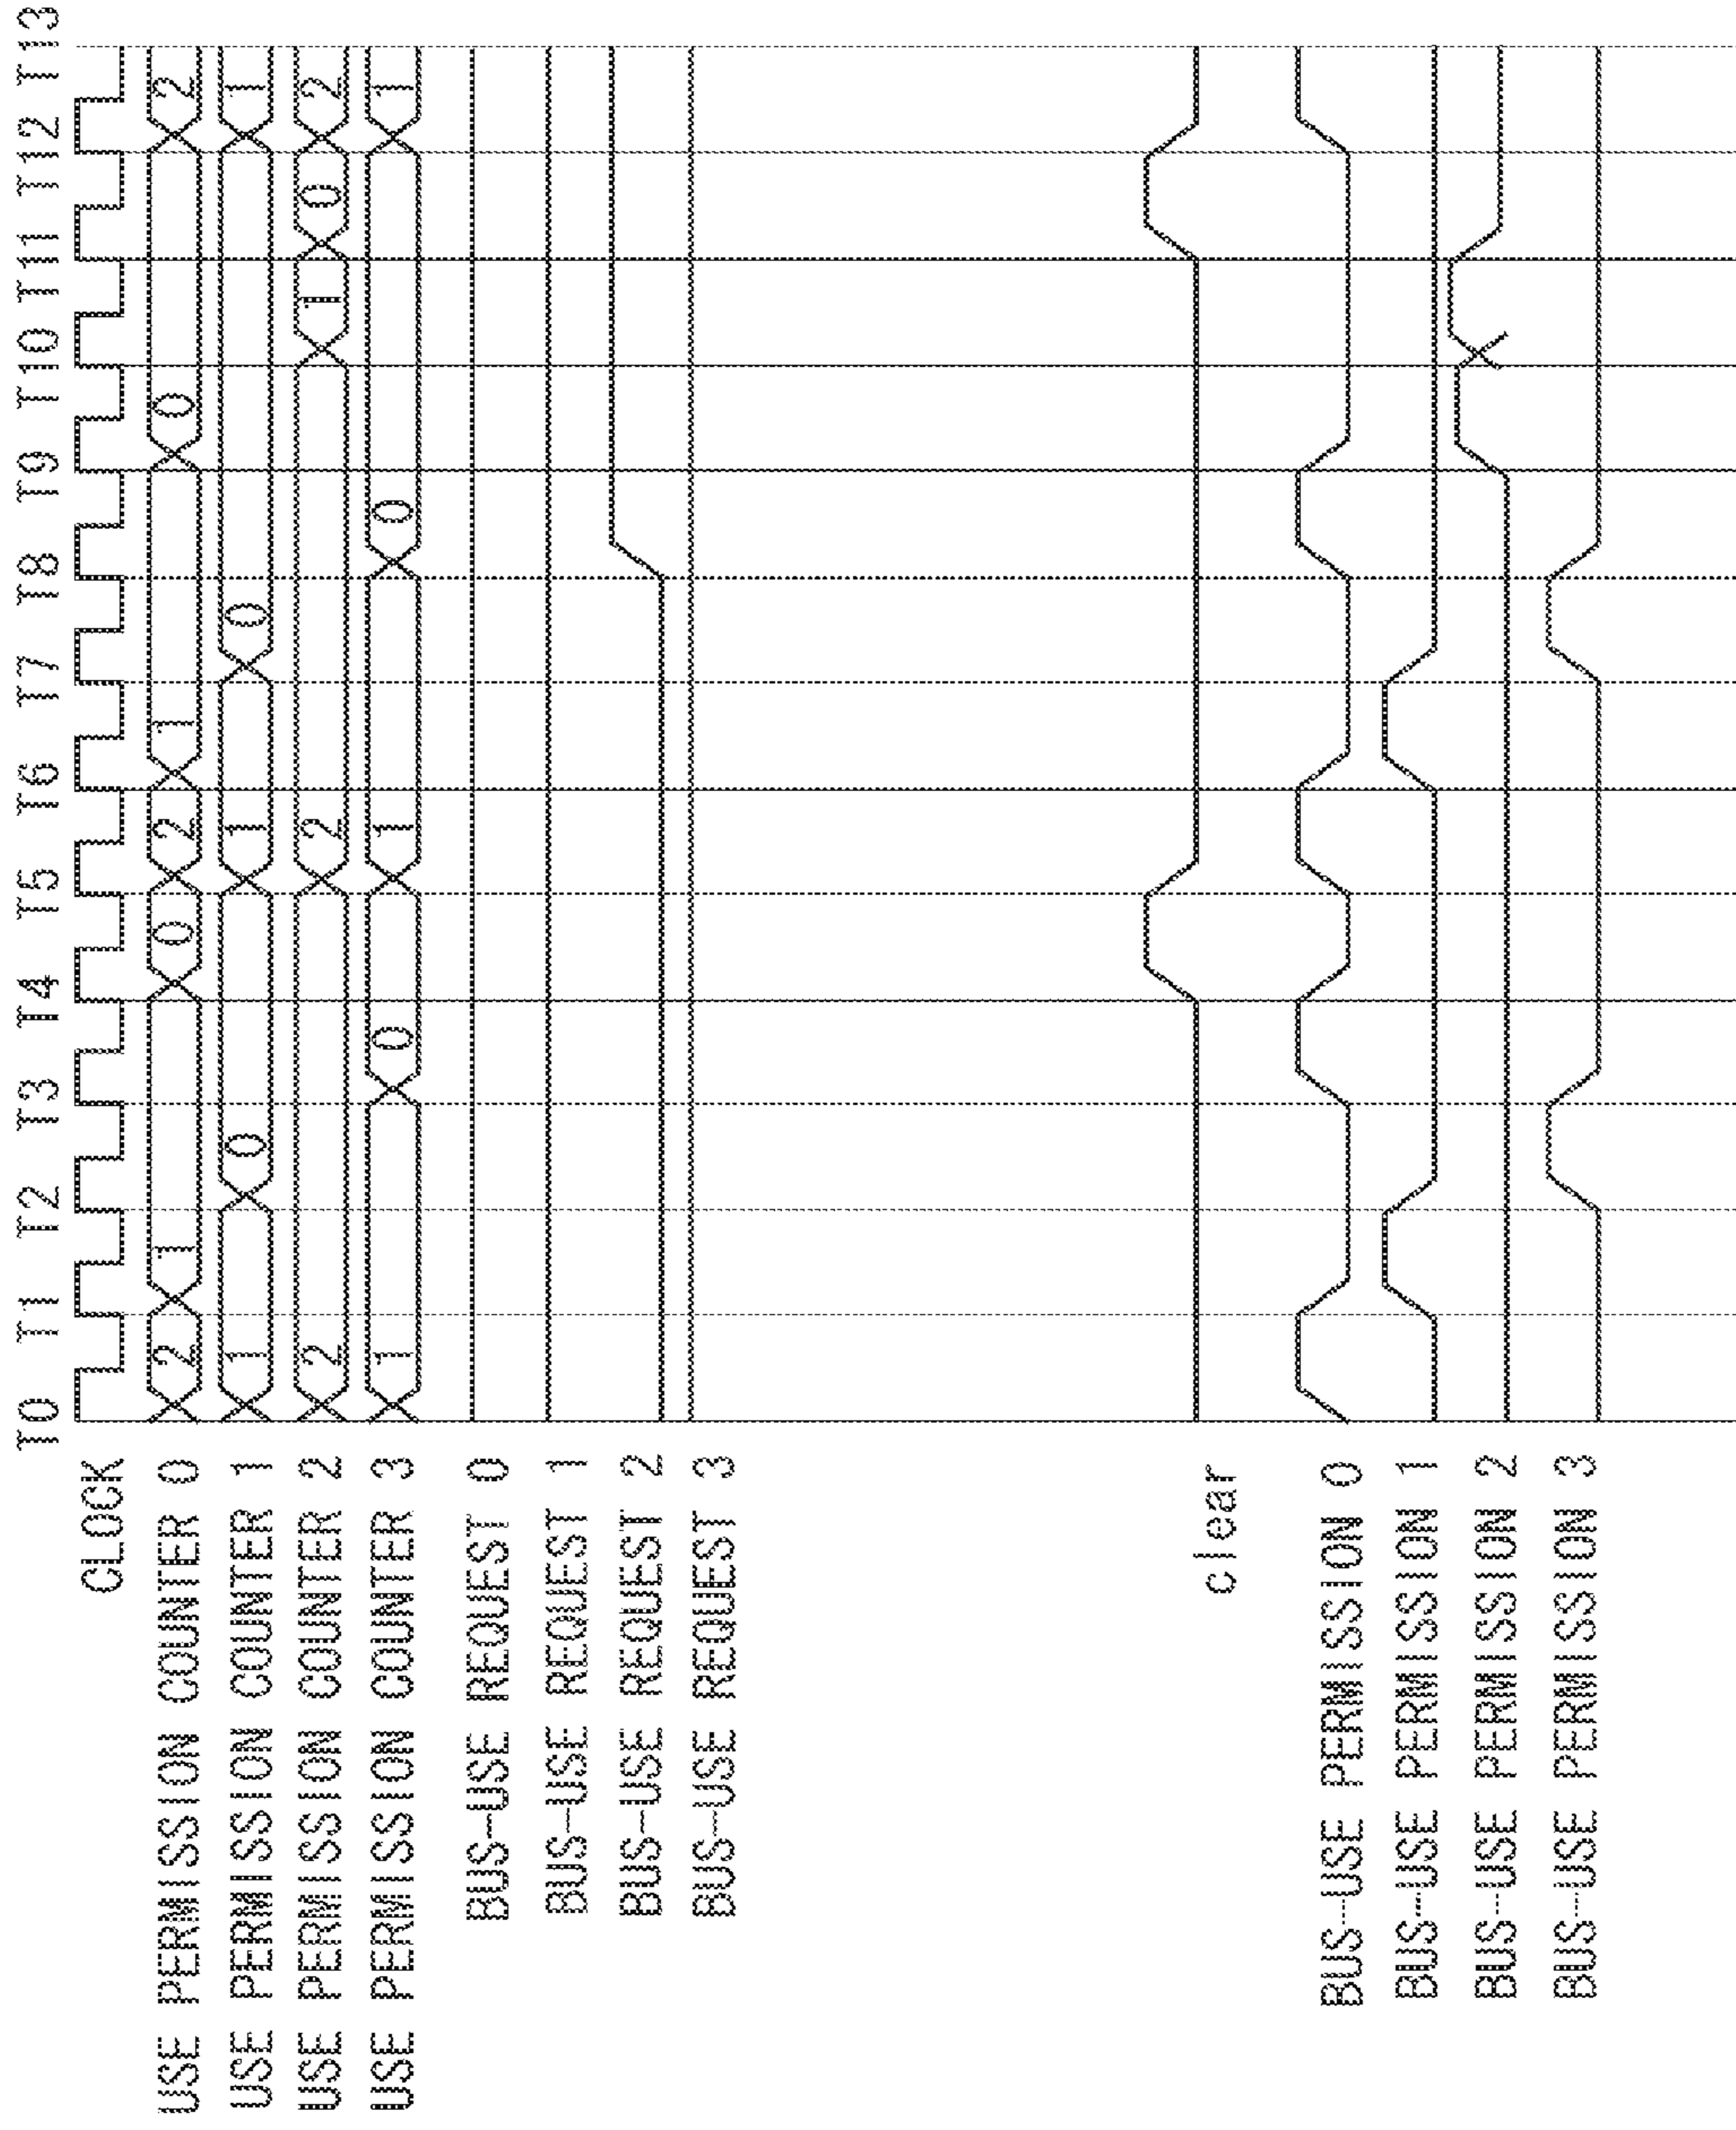 T0 T1 T2 T3 T4 T5 T6 T7 T8 T9 T10 T11 T12 T13
CLOCK
USE PERMISSION COUNTER 0 2 1 0 2 1 0 2
USE PERMISSION COUNTER 1 1 0 1 0 1
USE PERMISSION COUNTER 2 2 2 1 0 2
USE PERMISSION COUNTER 3 1 0 1 0 1
BUS-USE REQUEST 0
BUS-USE REQUEST 1
BUS-USE REQUEST 2
BUS-USE REQUEST 3
clear
BUS-USE PERMISSION 0
BUS-USE PERMISSION 1
BUS-USE PERMISSION 2
BUS-USE PERMISSION 3